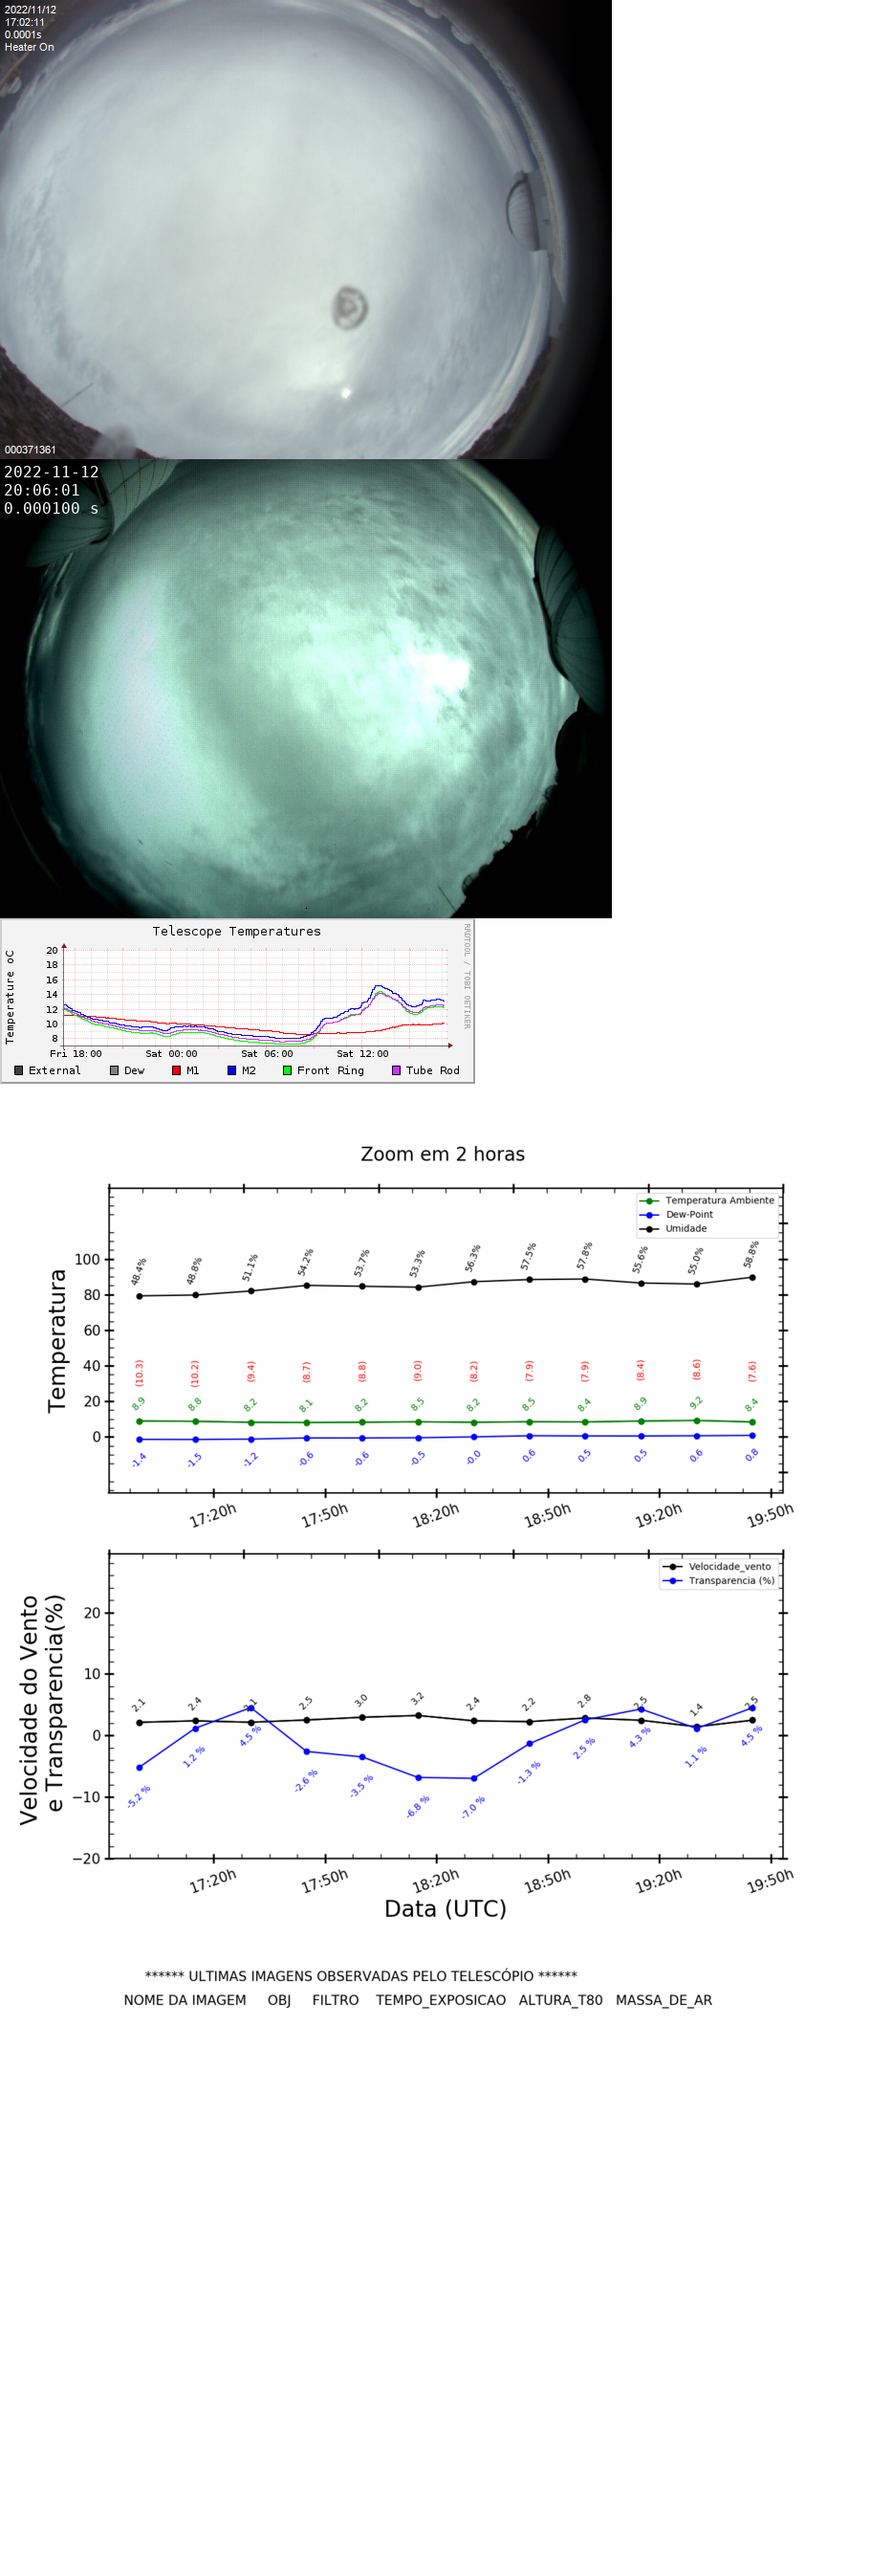 2022/11/12
17:02:11
0.0001s
Heater On
000371361
2022-11-12
20:06:01
0.000100 s
Telescope Temperatures
RRDTOOL / TOBI OETIKER
Temperature oC
20
18
16
14
12
10
8
Fri 18:00 Sat 00:00 Sat 06:00 Sat 12:00
External Dew M1 M2 Front Ring Tube Rod
Zoom em 2 horas
Temperatura Ambiente
Dew-Point
Umidade
Temperatura
100
80
60
40
20
0
48.4% 48.8% 51.1% 54.2% 53.7% 53.3% 56.3% 57.5% 57.8% 55.6% 55.0% 58.8%
(10.3) (10.2) (9.4) (8.7) (8.8) (9.0) (8.2) (7.9) (7.9) (8.4) (8.6) (7.6)
8.9 8.8 8.2 8.1 8.2 8.5 8.2 8.5 8.4 8.9 9.2 8.4
-1.4 -1.5 -1.2 -0.6 -0.6 -0.5 -0.0 0.6 0.5 0.5 0.6 0.8
17:20h 17:50h 18:20h 18:50h 19:20h 19:50h
Velocidade_vento
Transparencia (%)
Velocidade do Vento
e Transparencia(%)
20
10
0
−10
−20
2.1 2.4 2.1 2.5 3.0 3.2 2.4 2.2 2.8 2.5 1.4 2.5
-5.2 % 1.2 % 4.5 % -2.6 % -3.5 % -6.8 % -7.0 % -1.3 % 2.5 % 4.3 % 1.1 % 4.5 %
17:20h 17:50h 18:20h 18:50h 19:20h 19:50h
Data (UTC)
****** ULTIMAS IMAGENS OBSERVADAS PELO TELESCÓPIO ******
NOME DA IMAGEM OBJ FILTRO TEMPO_EXPOSICAO ALTURA_T80 MASSA_DE_AR